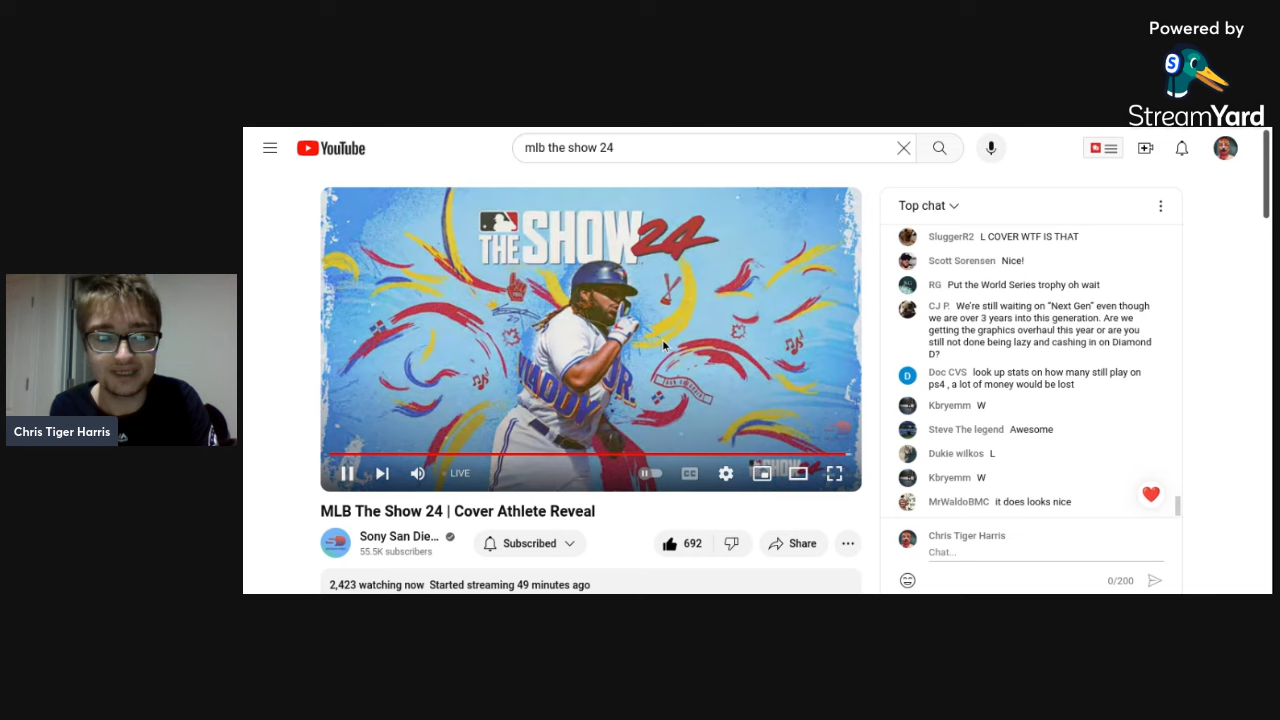 Powered by
StreamYard
YouTube
mlb the show 24
THE SHOW 24
VLADDY JR.
LIVE
CC
MLB The Show 24 | Cover Athlete Reveal
Sony San Die...
55.5K subscribers
Subscribed
692
Share
2,423 watching now Started streaming 49 minutes ago
Top chat
SluggerR2 L COVER WTF IS THAT
Scott Sorensen Nice!
RG Put the World Series trophy oh wait
CJ P. We're still waiting on "Next Gen" even though
we are over 3 years into this generation. Are we
getting the graphics overhaul this year or are you
still not done being lazy and cashing in on Diamond
D?
D
Doc CVS look up stats on how many still play on
ps4 , a lot of money would be lost
Kbryemm W
Steve The legend Awesome
Dukie wilkos L
Kbryemm W
MrWaldoBMC it does looks nice
Chris Tiger Harris
Chat...
0/200
Chris Tiger Harris